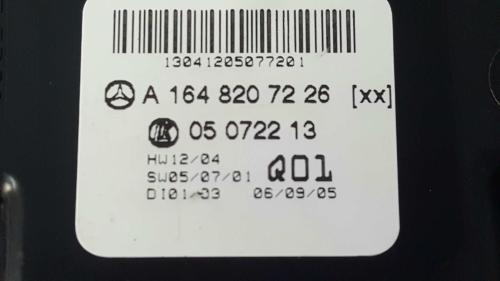 13041205077201
A 164 820 72 26 [xx]
05 0722 13
HW12/04
SW05/07/01 Q01
DI01-03 06/09/05